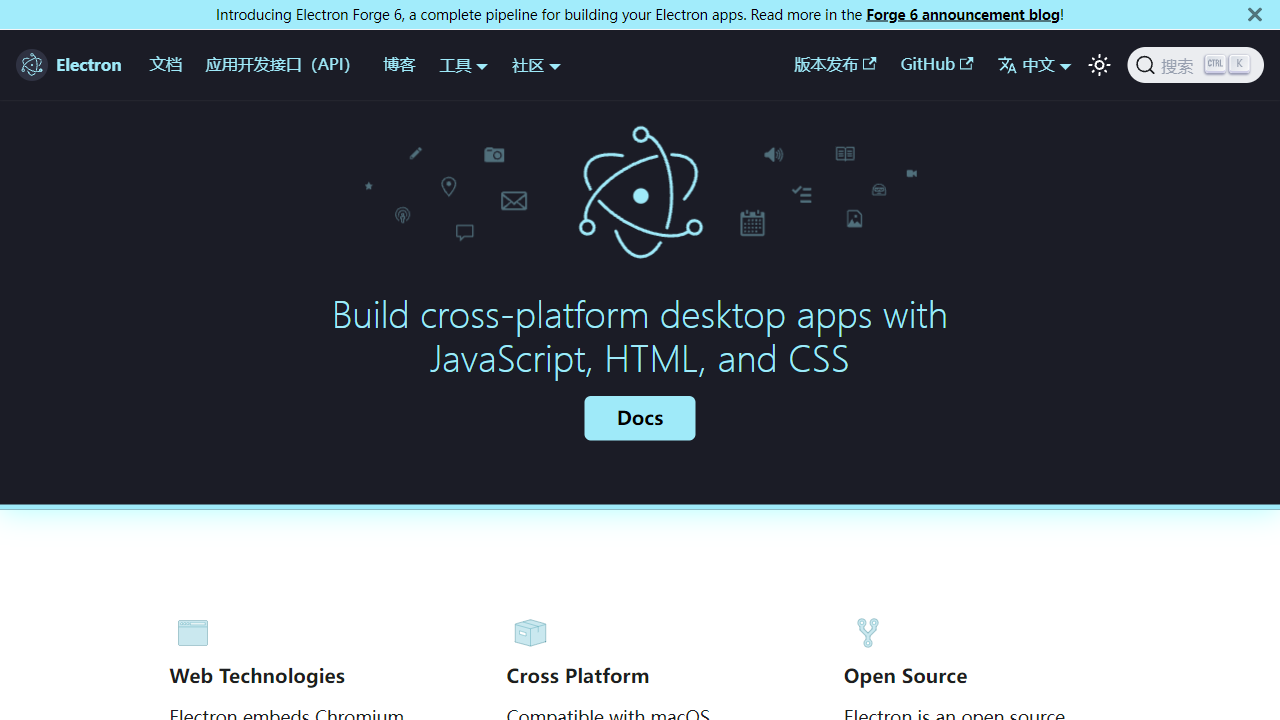 Introducing Electron Forge 6, a complete pipeline for building your Electron apps. Read more in the Forge 6 announcement blog!
Electron 文档 应用开发接口（API） 博客 工具 社区 版本发布 GitHub 中文 搜索 CTRL K
Build cross-platform desktop apps with
JavaScript, HTML, and CSS
Docs
Web Technologies Cross Platform Open Source
Electron embeds Chromium Compatible with macOS Electron is an open source